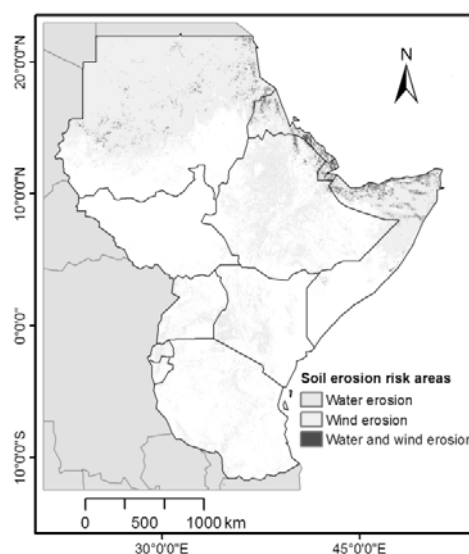 N
20°0'0"N
10°0'0"N
0°0'0"
10°0'0"S
Soil erosion risk areas
Water erosion
Wind erosion
Water and wind erosion
0 500 1000 km
30°0'0"E 45°0'0"E